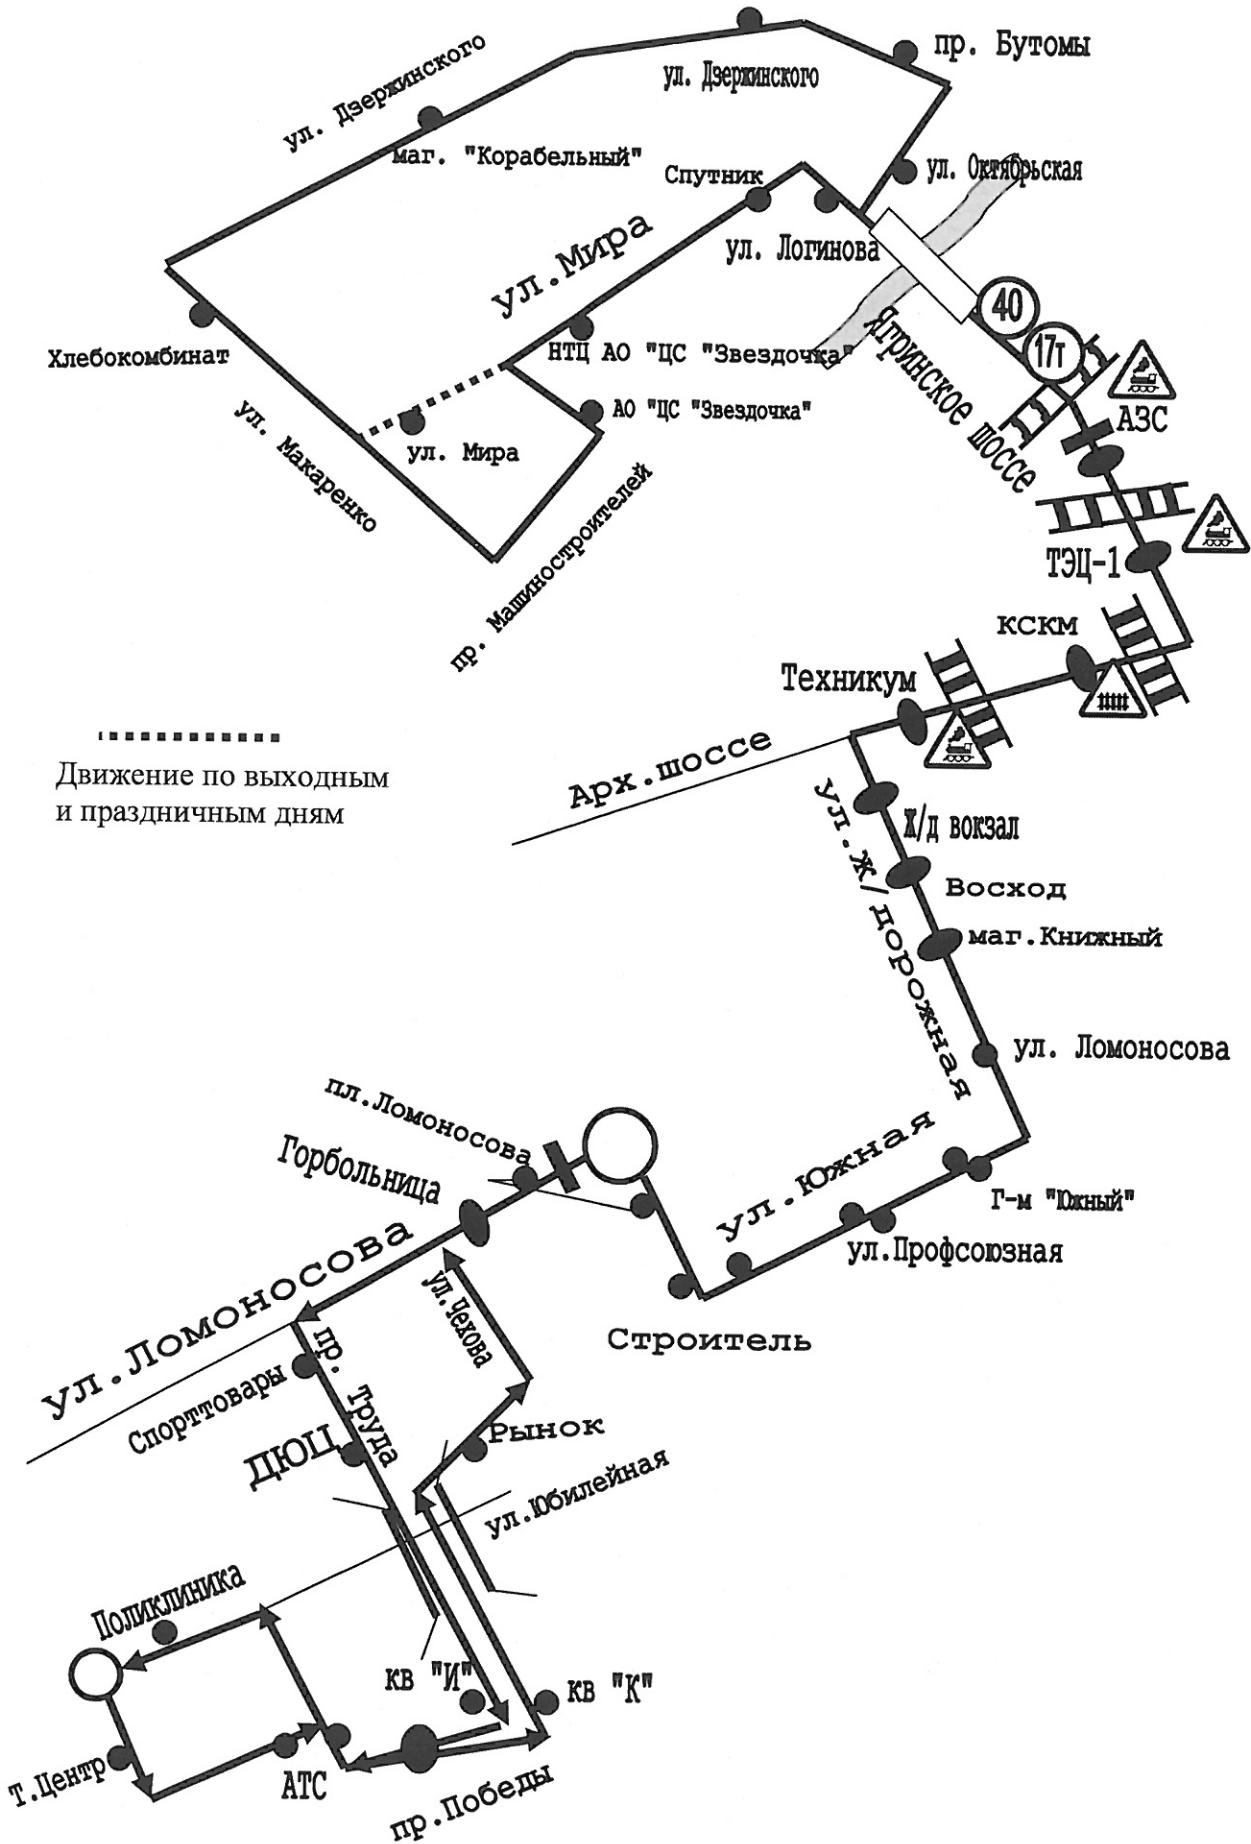 пр. Бутомы
ул. Дзержинского
ул. Дзержинского
маг. "Корабельный"
Спутник
ул. Октябрьская
ул. Мира
ул. Логинова
40
17т
Хлебокомбинат
НТЦ АО "ЦС "Звездочка"
Ягринское шоссе
АЗС
АО "ЦС "Звездочка"
ул. Макаренко
ул. Мира
пр. Машиностроителей
ТЭЦ-1
КСКМ
Техникум
Арх.шоссе
Движение по выходным
и праздничным дням
ул.Ж/дорожная
Ж/д вокзал
Восход
маг.Книжный
ул. Ломоносова
пл.Ломоносова
Горбольница
ул.Южная
Г-м "Южный"
ул.Профсоюзная
ул.Ломоносова
ул.Чехова
Строитель
пр. Труда
Спорттовары
ДЮЦ
Рынок
ул.Юбилейная
Поликлиника
кв "И"
кв "К"
Т.Центр
АТС
пр.Победы